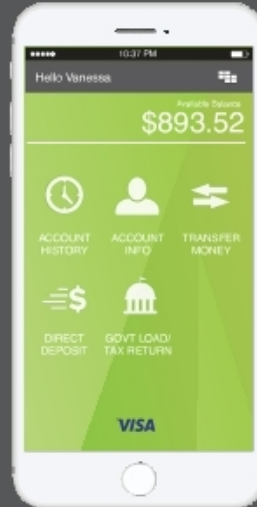 10:37 PM
Hello Vanessa
Available Balance
$893.52
ACCOUNT
HISTORY
ACCOUNT
INFO
TRANSFER
MONEY
$
DIRECT
DEPOSIT
GOVT LOAD/
TAX RETURN
VISA